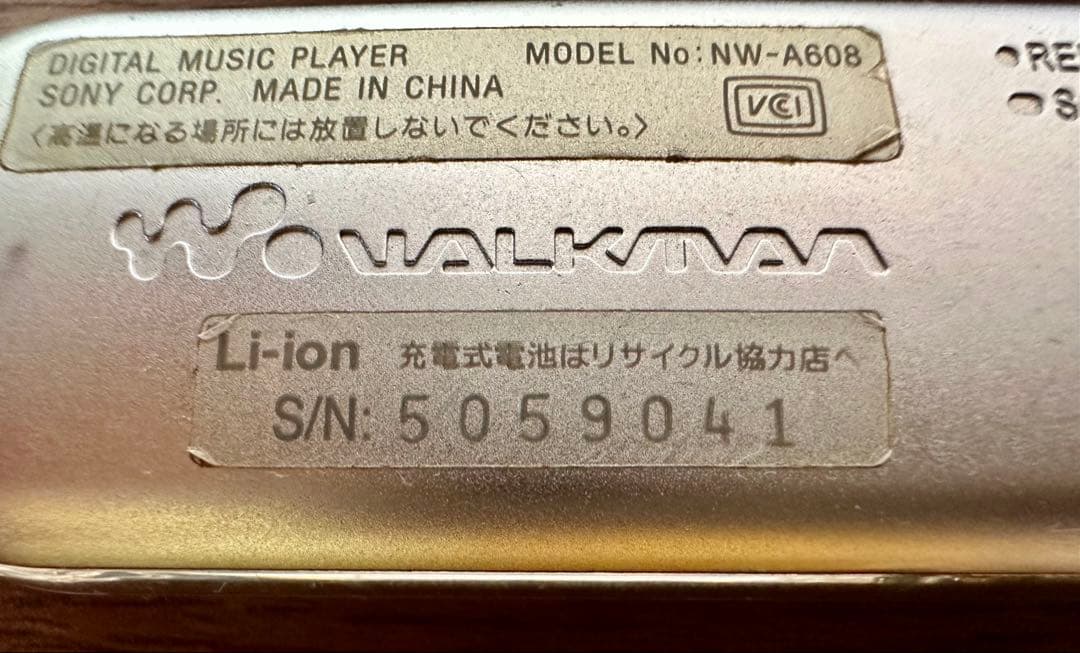 DIGITAL MUSIC PLAYER MODEL No: NW-A608
SONY CORP. MADE IN CHINA
VCCI
〈高温になる場所には放置しないでください。〉
WALKMAN
Li-ion 充電式電池はリサイクル協力店へ
S/N: 5059041